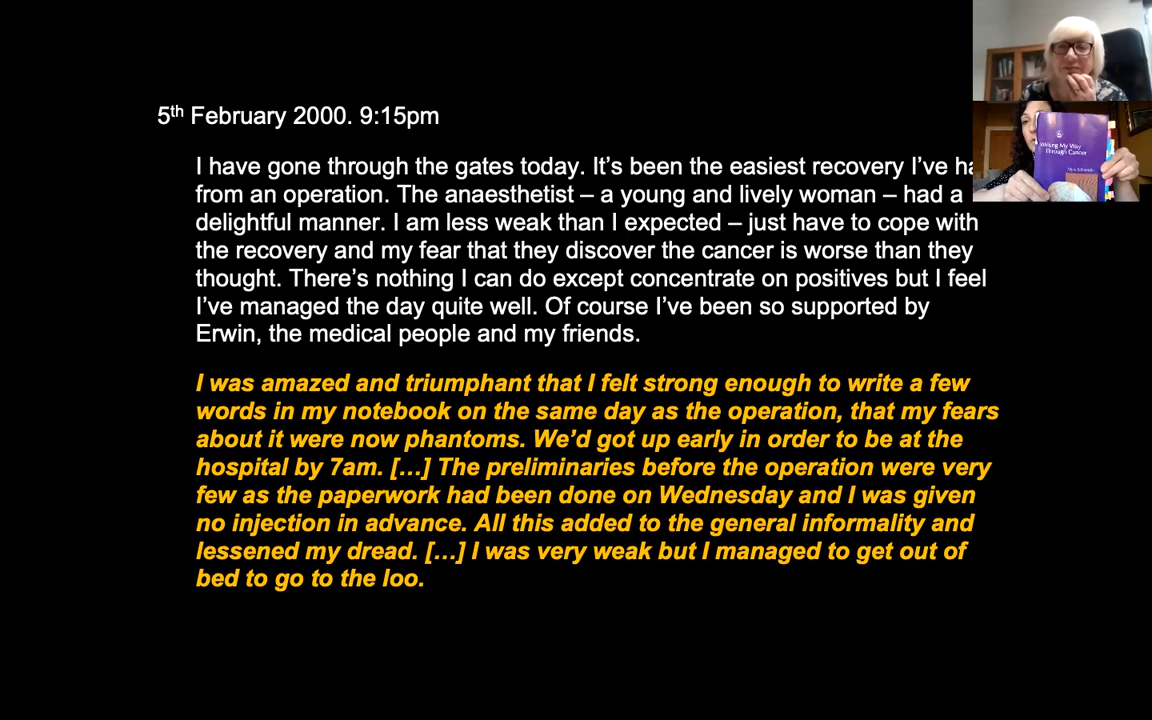 5th February 2000. 9:15pm
I have gone through the gates today. It’s been the easiest recovery I’ve
from an operation. The anaesthetist – a young and lively woman – had a
delightful manner. I am less weak than I expected – just have to cope with
the recovery and my fear that they discover the cancer is worse than they
thought. There’s nothing I can do except concentrate on positives but I feel
I’ve managed the day quite well. Of course I’ve been so supported by
Erwin, the medical people and my friends.
I was amazed and triumphant that I felt strong enough to write a few
words in my notebook on the same day as the operation, that my fears
about it were now phantoms. We’d got up early in order to be at the
hospital by 7am. […] The preliminaries before the operation were very
few as the paperwork had been done on Wednesday and I was given
no injection in advance. All this added to the general informality and
lessened my dread. […] I was very weak but I managed to get out of
bed to go to the loo.
My Way
Through Cancer